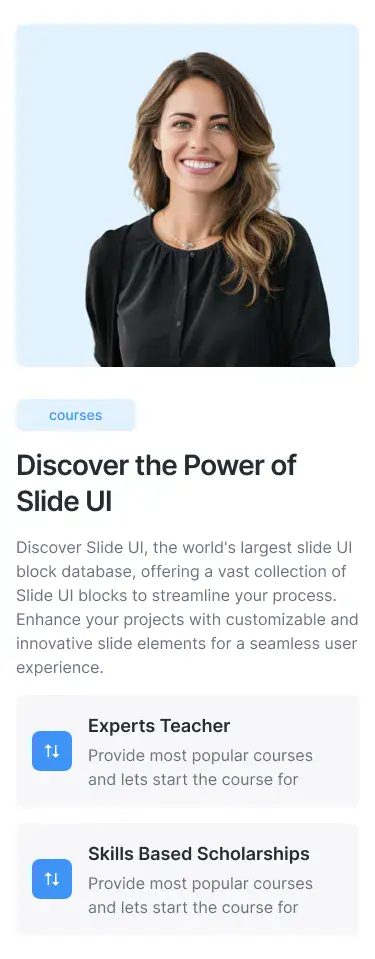 courses
Discover the Power of
Slide UI
Discover Slide UI, the world's largest slide UI
block database, offering a vast collection of
Slide UI blocks to streamline your process.
Enhance your projects with customizable and
innovative slide elements for a seamless user
experience.
Experts Teacher
Provide most popular courses
and lets start the course for
Skills Based Scholarships
Provide most popular courses
and lets start the course for